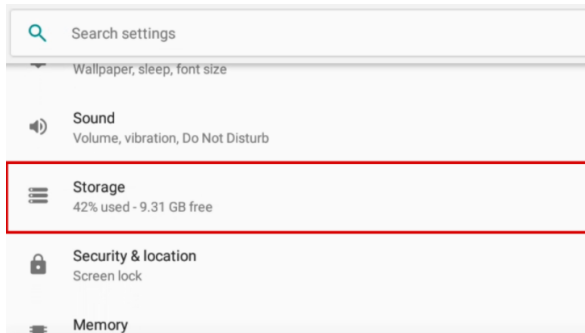 Search settings
Wallpaper, sleep, font size
Sound
Volume, vibration, Do Not Disturb
Storage
42% used - 9.31 GB free
Security & location
Screen lock
Memory